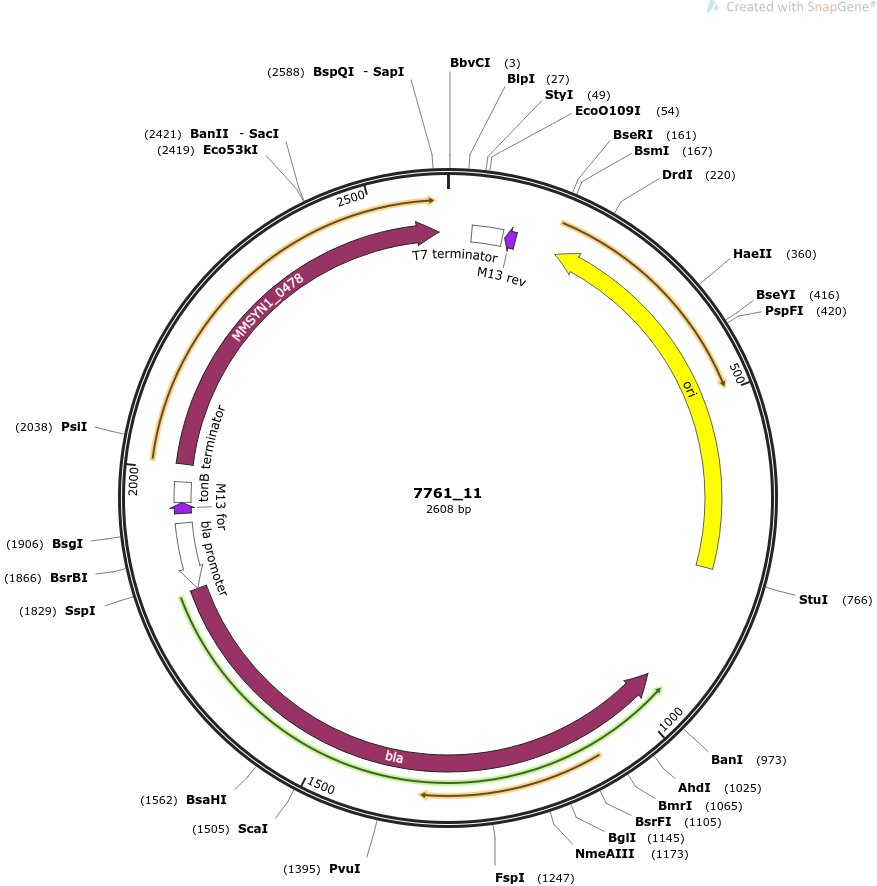 Created with SnapGene®
(2588) BspQI - SapI
BbvCI (3)
BlpI (27)
StyI (49)
EcoO109I (54)
(2421) BanII - SacI
(2419) Eco53kI
BseRI (161)
BsmI (167)
DrdI (220)
2500
T7 terminator
M13 rev
HaeII (360)
BseYI (416)
PspFI (420)
MMSYN1_0478
500
ori
(2038) PsiI
tonB terminator
2000
M13 for
bla promoter
7761_11
2608 bp
(1906) BsgI
(1866) BsrBI
(1829) SspI
StuI (766)
1000
BanI (973)
AhdI (1025)
BmrI (1065)
BsrFI (1105)
BglI (1145)
NmeAIII (1173)
FspI (1247)
bla
1500
(1562) BsaHI
(1505) ScaI
(1395) PvuI